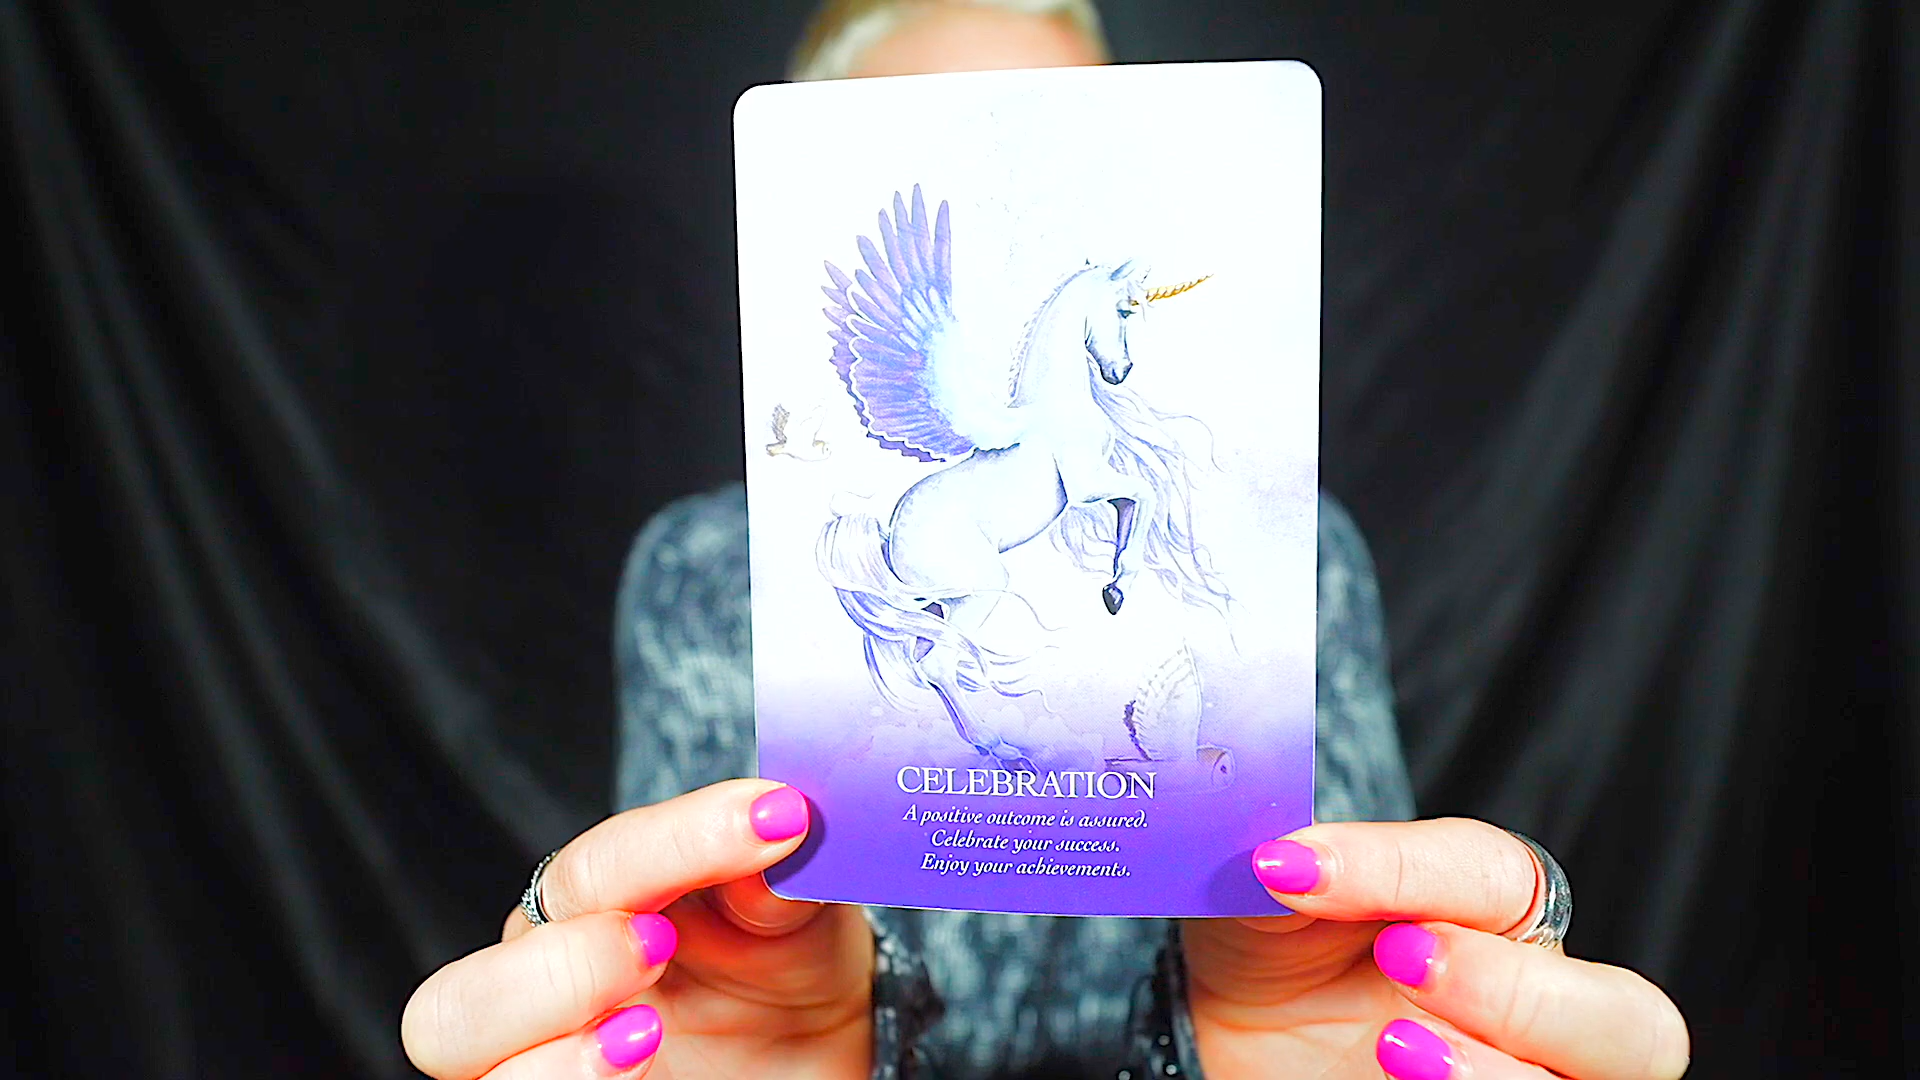 CELEBRATION
A positive outcome is assured.
Celebrate your success.
Enjoy your achievements.